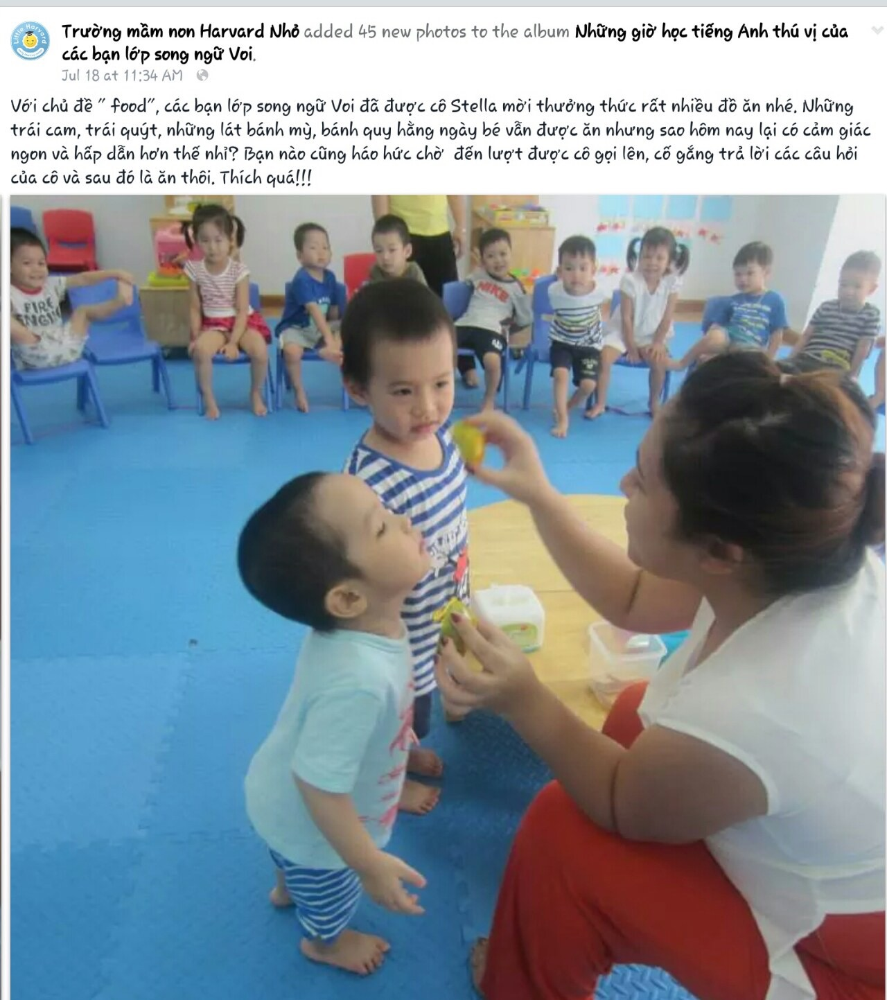 Little Harvard
Trường mầm non Harvard Nhỏ added 45 new photos to the album Những giờ học tiếng Anh thú vị của
các bạn lớp song ngữ Voi.
Jul 18 at 11:34 AM
Với chủ đề " food", các bạn lớp song ngữ Voi đã được cô Stella mời thưởng thức rất nhiều đồ ăn nhé. Những
trái cam, trái quýt, những lát bánh mỳ, bánh quy hằng ngày bé vẫn được ăn nhưng sao hôm nay lại có cảm giác
ngon và hấp dẫn hơn thế nhỉ? Bạn nào cũng háo hức chờ đến lượt được cô gọi lên, cố gắng trả lời các câu hỏi
của cô và sau đó là ăn thôi. Thích quá!!!
FIRE
ENGINE
NIKE